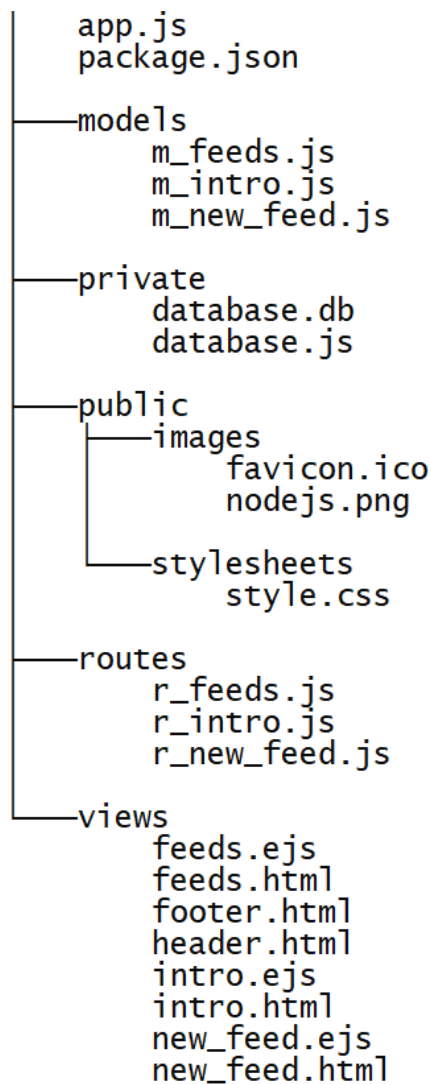 app.js
package.json
models
m_feeds.js
m_intro.js
m_new_feed.js
private
database.db
database.js
public
images
favicon.ico
nodejs.png
stylesheets
style.css
routes
r_feeds.js
r_intro.js
r_new_feed.js
views
feeds.ejs
feeds.html
footer.html
header.html
intro.ejs
intro.html
new_feed.ejs
new_feed.html